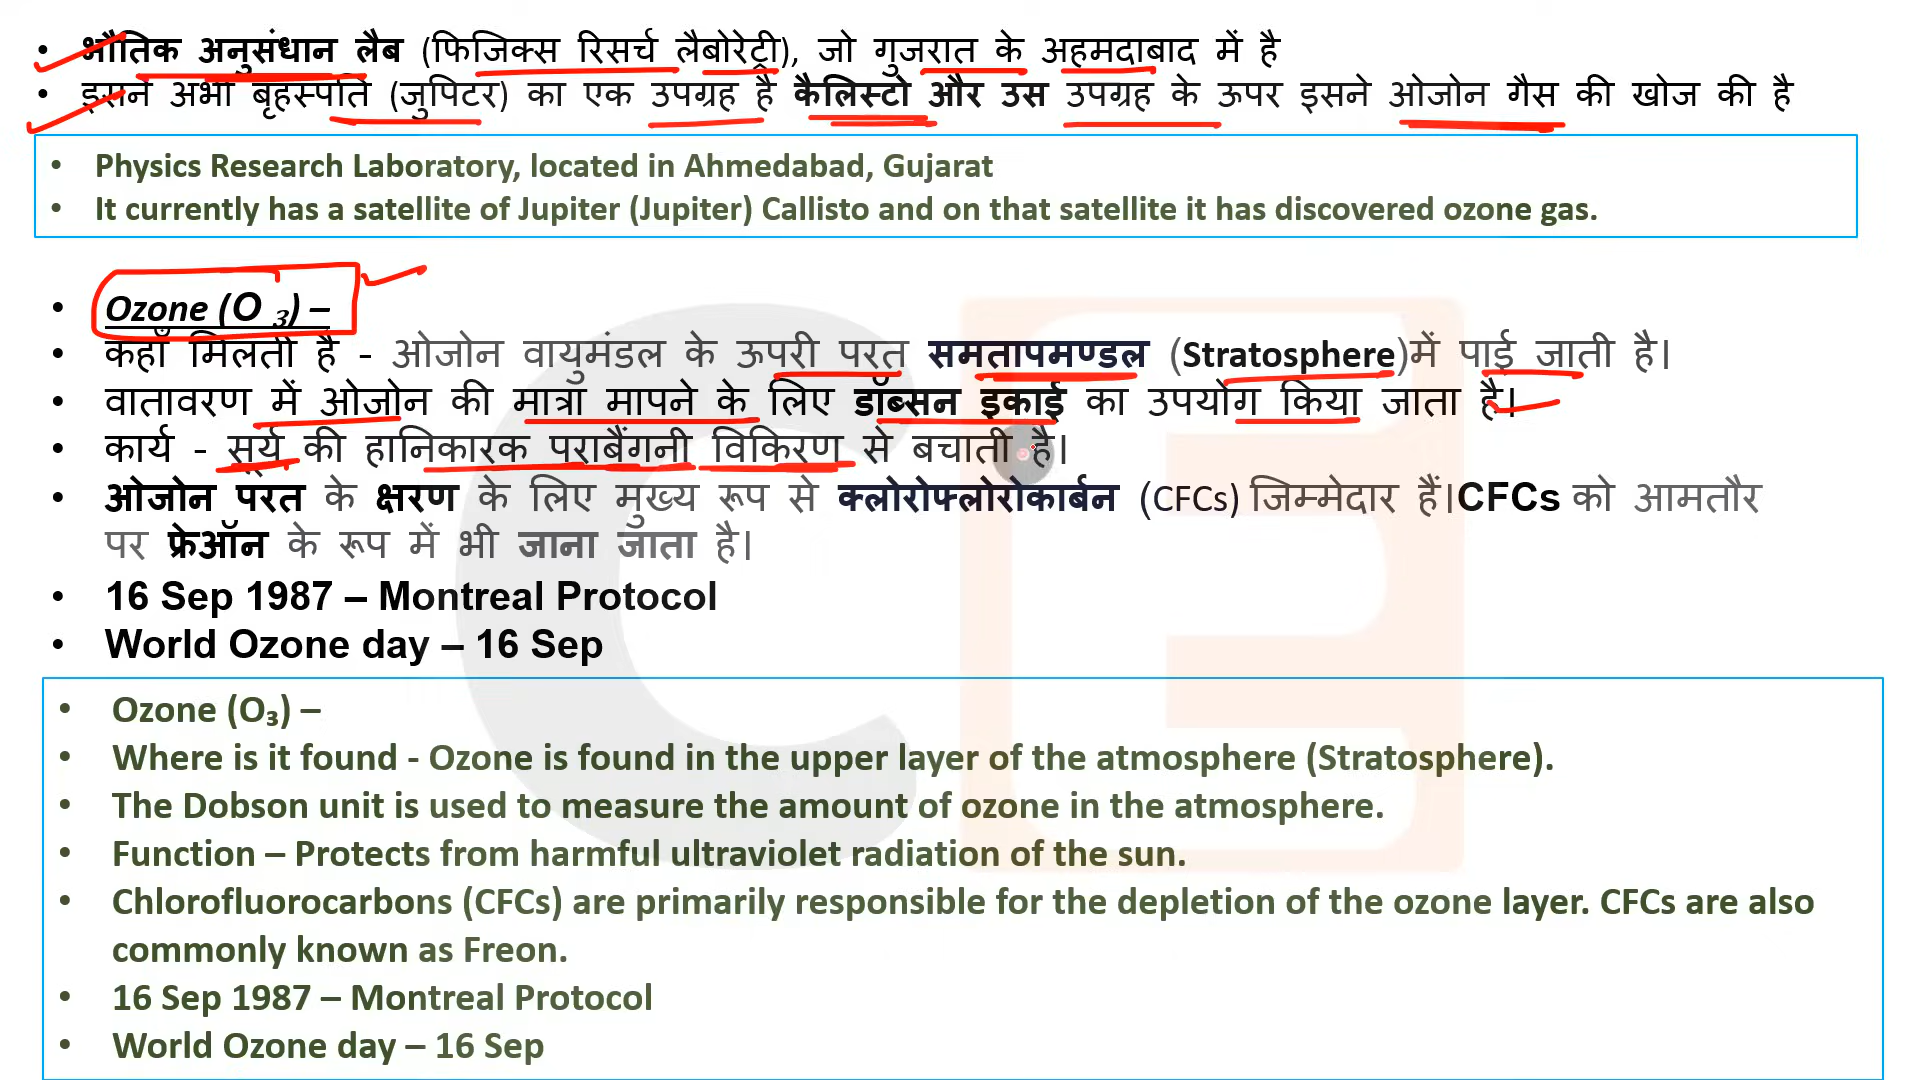 • भौतिक अनुसंधान लैब (फिजिक्स रिसर्च लैबोरेट्री), जो गुजरात के अहमदाबाद में है
• इसने अभी बृहस्पति (जुपिटर) का एक उपग्रह है कैलिस्टो और उस उपग्रह के ऊपर इसने ओजोन गैस की खोज की है
• Physics Research Laboratory, located in Ahmedabad, Gujarat
• It currently has a satellite of Jupiter (Jupiter) Callisto and on that satellite it has discovered ozone gas.
• Ozone (O ₃) –
• कहाँ मिलती है - ओजोन वायुमंडल के ऊपरी परत समतापमण्डल (Stratosphere)में पाई जाती है।
• वातावरण में ओजोन की मात्रा मापने के लिए डॉब्सन इकाई का उपयोग किया जाता है।
• कार्य - सूर्य की हानिकारक पराबैंगनी विकिरण से बचाती है।
• ओजोन परत के क्षरण के लिए मुख्य रूप से क्लोरोफ्लोरोकार्बन (CFCs) जिम्मेदार हैं।CFCs को आमतौर
पर फ्रेऑन के रूप में भी जाना जाता है।
• 16 Sep 1987 – Montreal Protocol
• World Ozone day – 16 Sep
• Ozone (O₃) –
• Where is it found - Ozone is found in the upper layer of the atmosphere (Stratosphere).
• The Dobson unit is used to measure the amount of ozone in the atmosphere.
• Function – Protects from harmful ultraviolet radiation of the sun.
• Chlorofluorocarbons (CFCs) are primarily responsible for the depletion of the ozone layer. CFCs are also
commonly known as Freon.
• 16 Sep 1987 – Montreal Protocol
• World Ozone day – 16 Sep